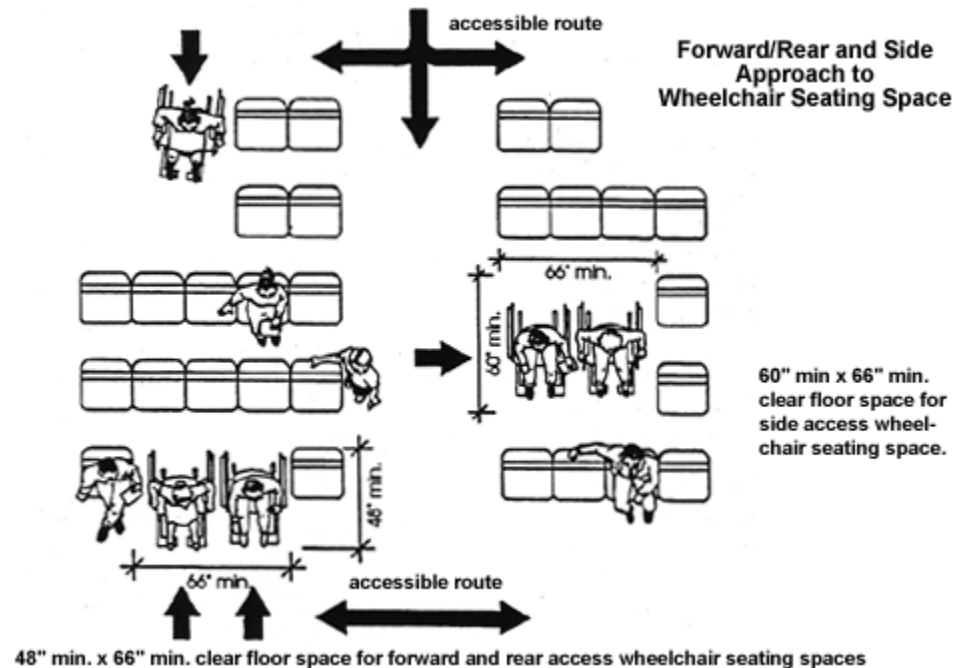 accessible route
Forward/Rear and Side
Approach to
Wheelchair Seating Space
66" min.
60" min.
60" min x 66" min.
clear floor space for
side access wheel-
chair seating space.
48" min.
66" min.
accessible route
48" min. x 66" min. clear floor space for forward and rear access wheelchair seating spaces